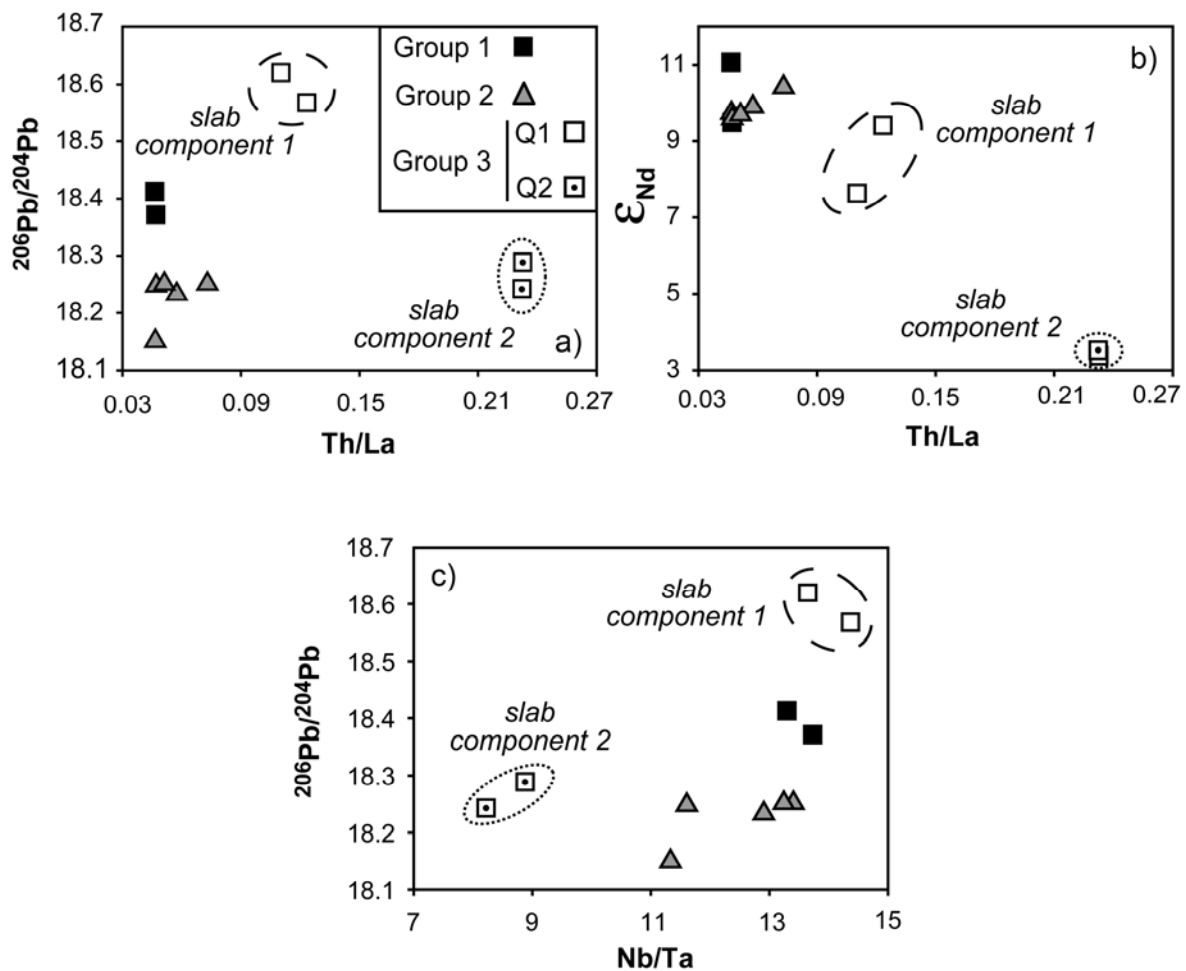 18.7
18.6
18.5
18.4
18.3
18.2
18.1
206Pb/204Pb
slab
component 1
Group 1
Group 2
Group 3
Q1
Q2
slab
component 2
a)
0.03 0.09 0.15 0.21 0.27
Th/La
11
9
7
5
3
εNd
b)
slab
component 1
slab
component 2
0.03 0.09 0.15 0.21 0.27
Th/La
18.7
18.6
18.5
18.4
18.3
18.2
18.1
206Pb/204Pb
c)
slab
component 1
slab
component 2
7 9 11 13 15
Nb/Ta